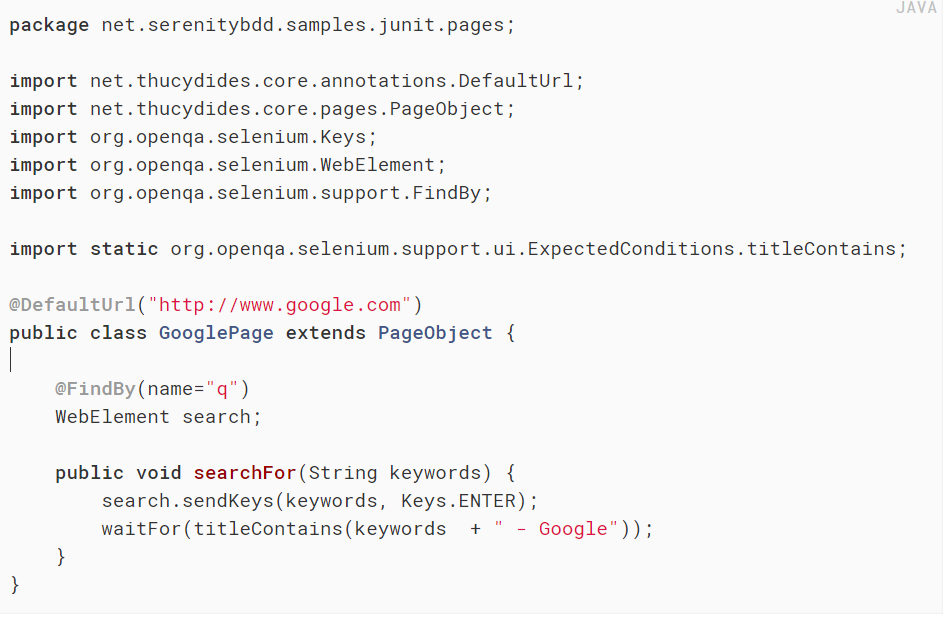 JAVA
package net.serenitybdd.samples.junit.pages;
import net.thucydides.core.annotations.DefaultUrl;
import net.thucydides.core.pages.PageObject;
import org.openqa.selenium.Keys;
import org.openqa.selenium.WebElement;
import org.openqa.selenium.support.FindBy;
import static org.openqa.selenium.support.ui.ExpectedConditions.titleContains;
@DefaultUrl("http://www.google.com")
public class GooglePage extends PageObject {
    @FindBy(name="q")
    WebElement search;
    public void searchFor(String keywords) {
        search.sendKeys(keywords, Keys.ENTER);
        waitFor(titleContains(keywords  + " - Google"));
    }
}